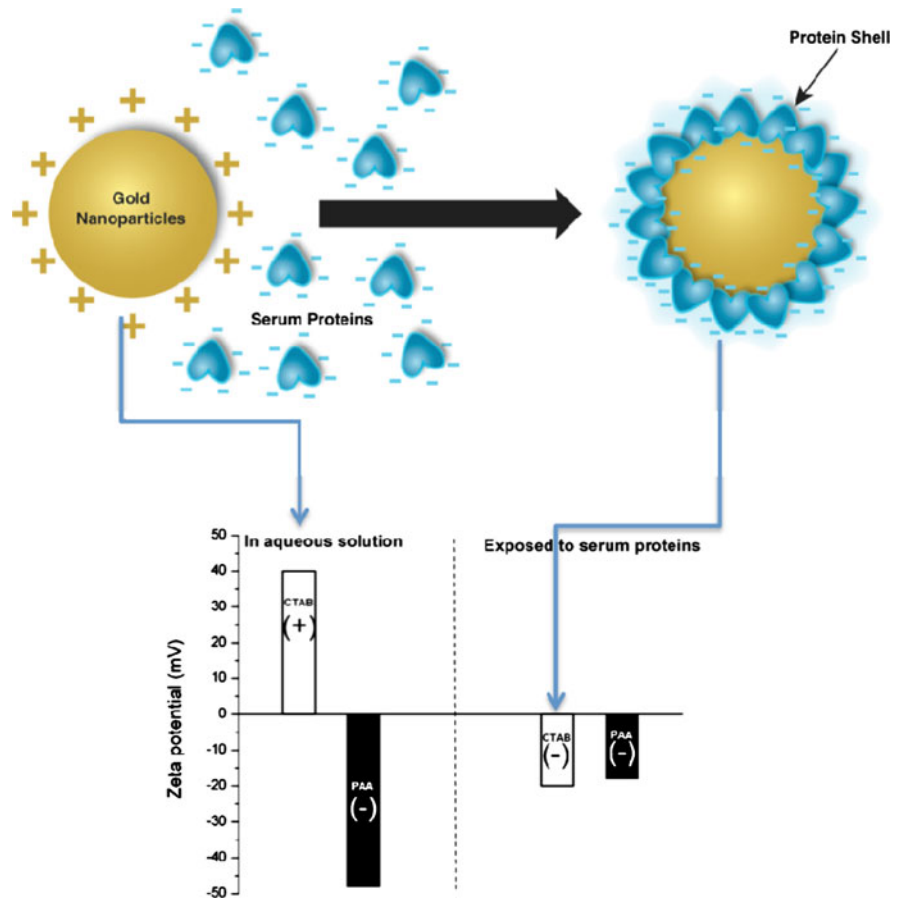 Protein Shell
Gold
Nanoparticles
Serum Proteins
In aqueous solution
Exposed to serum proteins
Zeta potential (mV)
50
40
30
20
10
0
-10
-20
-30
-40
-50
CTAB
(+)
PAA
(-)
CTAB
(-)
PAA
(-)